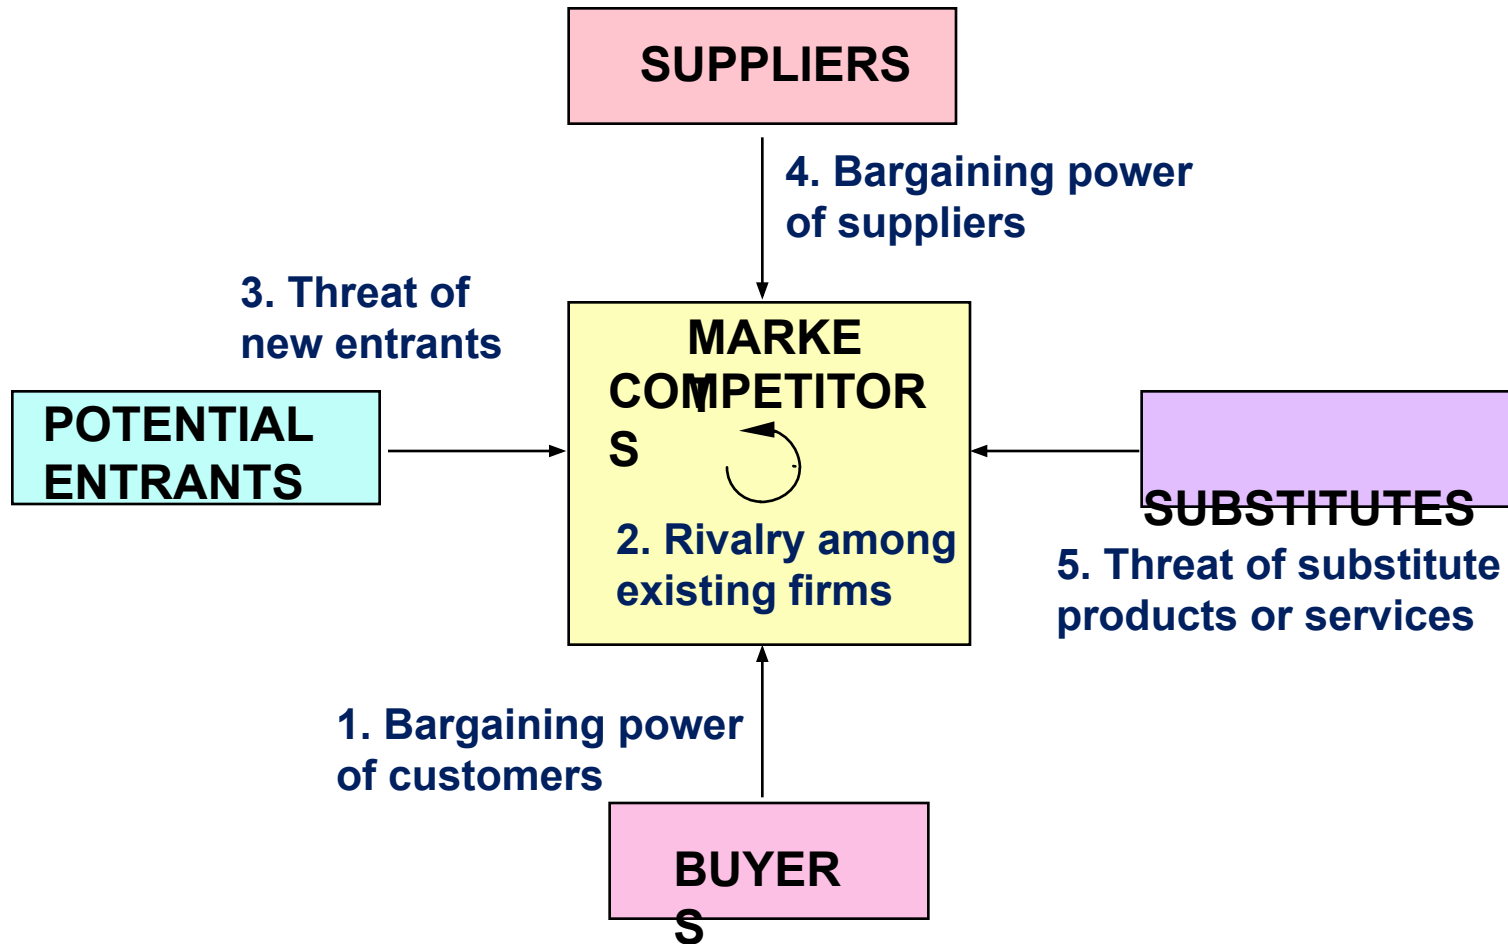 SUPPLIERS
4. Bargaining power
of suppliers
3. Threat of
new entrants
MARKE
T
COMPETITOR
S
POTENTIAL
ENTRANTS
SUBSTITUTES
2. Rivalry among
existing firms
5. Threat of substitute
products or services
1. Bargaining power
of customers
BUYER
S